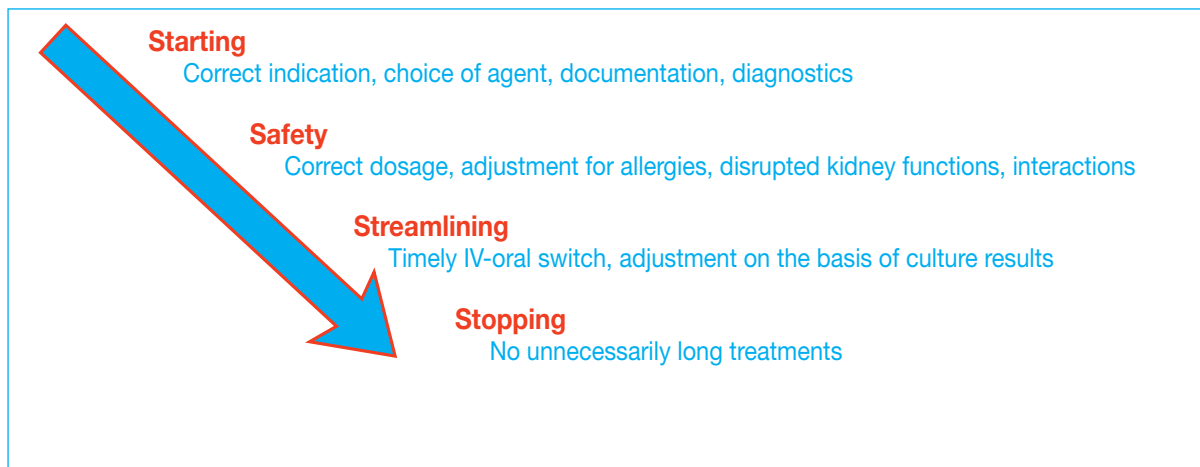 Starting
Correct indication, choice of agent, documentation, diagnostics
Safety
Correct dosage, adjustment for allergies, disrupted kidney functions, interactions
Streamlining
Timely IV-oral switch, adjustment on the basis of culture results
Stopping
No unnecessarily long treatments